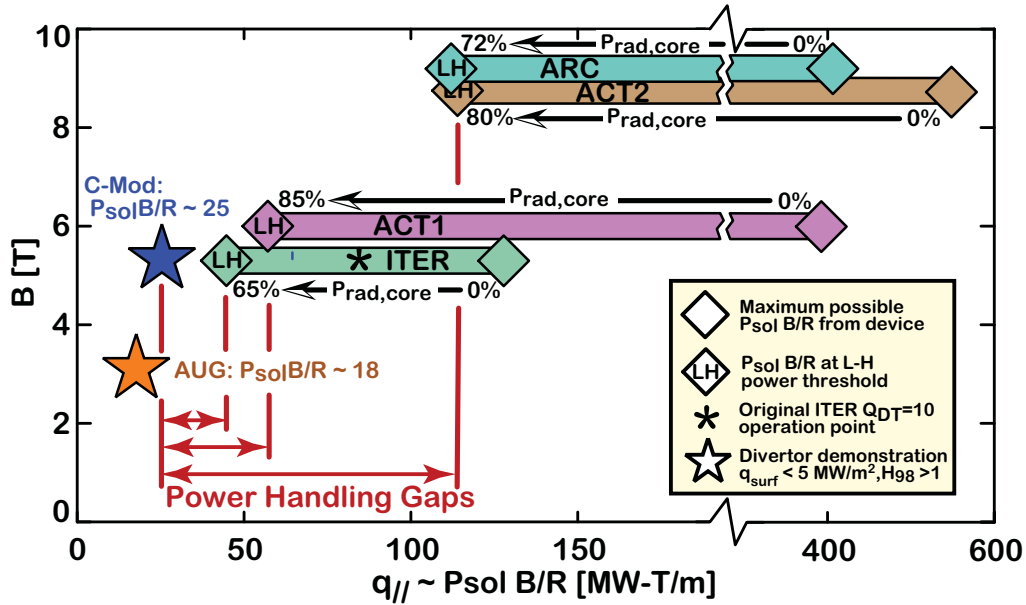 10
8
6
4
2
0
B [T]
72%
Prad,core
0%
LH
ARC
LH
ACT2
80%
Prad,core
0%
C-Mod:
PsolB/R ~ 25
85%
Prad,core
0%
LH
ACT1
LH
* ITER
65%
Prad,core
0%
AUG: PsolB/R ~ 18
Power Handling Gaps
Maximum possible
Psol B/R from device
LH
Psol B/R at L-H
power threshold
* Original ITER QDT=10
operation point
Divertor demonstration
qsurf < 5 MW/m², H98 >1
0
50
100
150
400
600
q// ~ Psol B/R [MW-T/m]